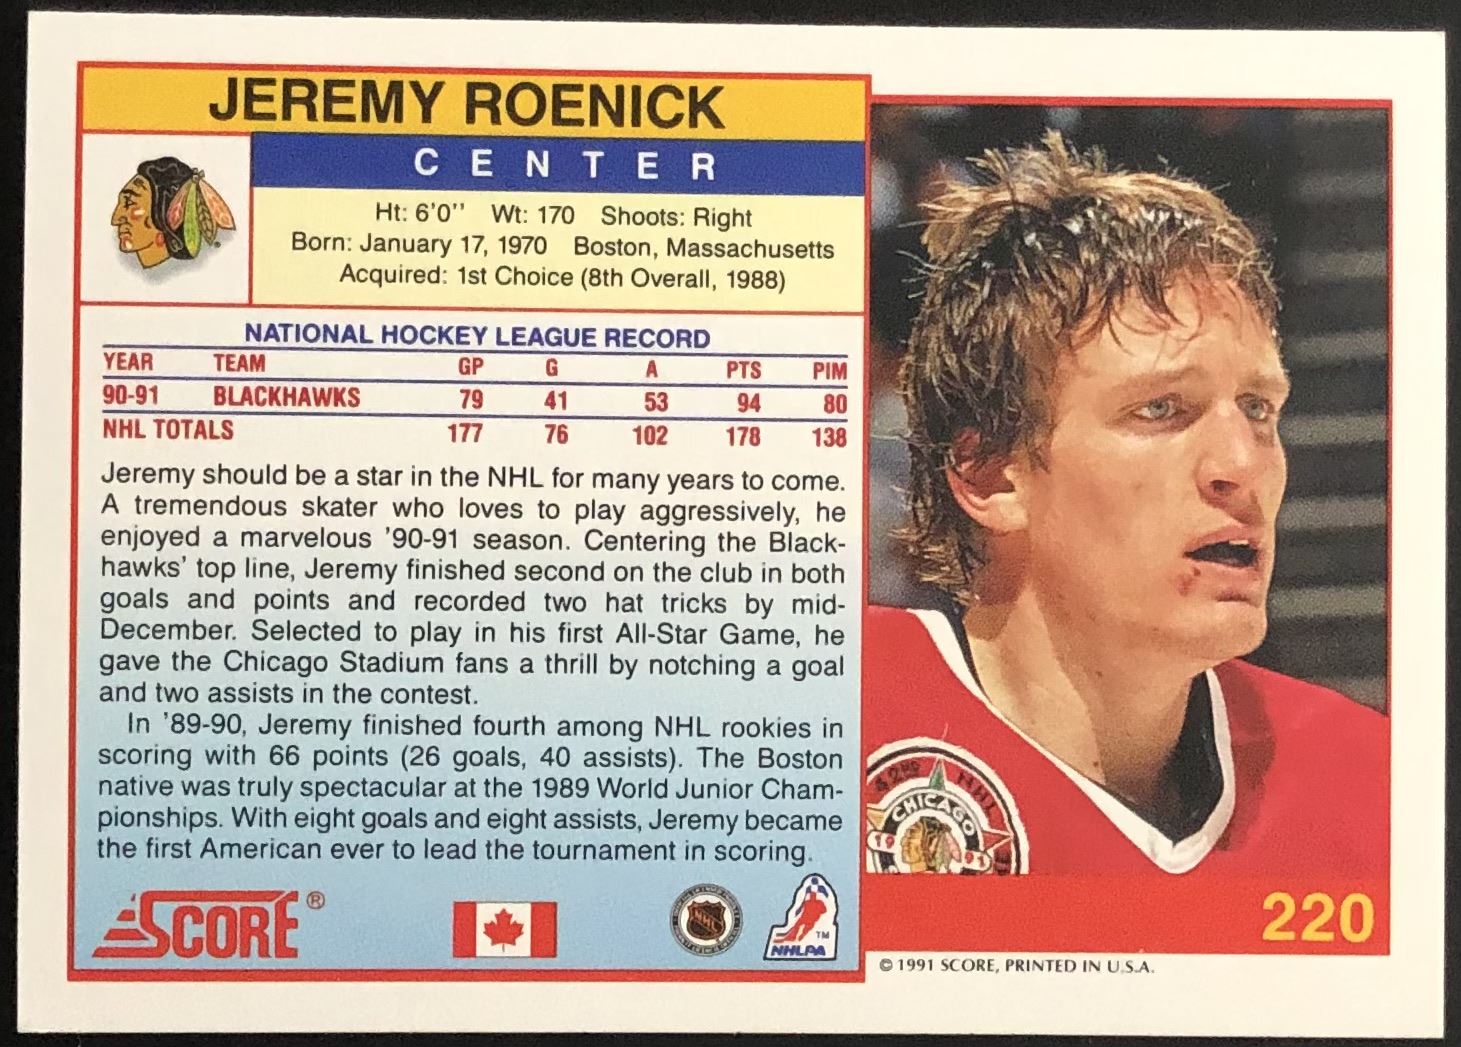 JEREMY ROENICK
CENTER
Ht: 6'0'' Wt: 170 Shoots: Right
Born: January 17, 1970 Boston, Massachusetts
Acquired: 1st Choice (8th Overall, 1988)
NATIONAL HOCKEY LEAGUE RECORD
YEAR TEAM GP G A PTS PIM
90-91 BLACKHAWKS 79 41 53 94 80
NHL TOTALS 177 76 102 178 138
Jeremy should be a star in the NHL for many years to come.
A tremendous skater who loves to play aggressively, he
enjoyed a marvelous '90-91 season. Centering the Black-
hawks' top line, Jeremy finished second on the club in both
goals and points and recorded two hat tricks by mid-
December. Selected to play in his first All-Star Game, he
gave the Chicago Stadium fans a thrill by notching a goal
and two assists in the contest.
In '89-90, Jeremy finished fourth among NHL rookies in
scoring with 66 points (26 goals, 40 assists). The Boston
native was truly spectacular at the 1989 World Junior Cham-
pionships. With eight goals and eight assists, Jeremy became
the first American ever to lead the tournament in scoring.
SCORE®
NHL
NHLPA TM
42ND NHL
CHICAGO
19 91
220
© 1991 SCORE, PRINTED IN U.S.A.